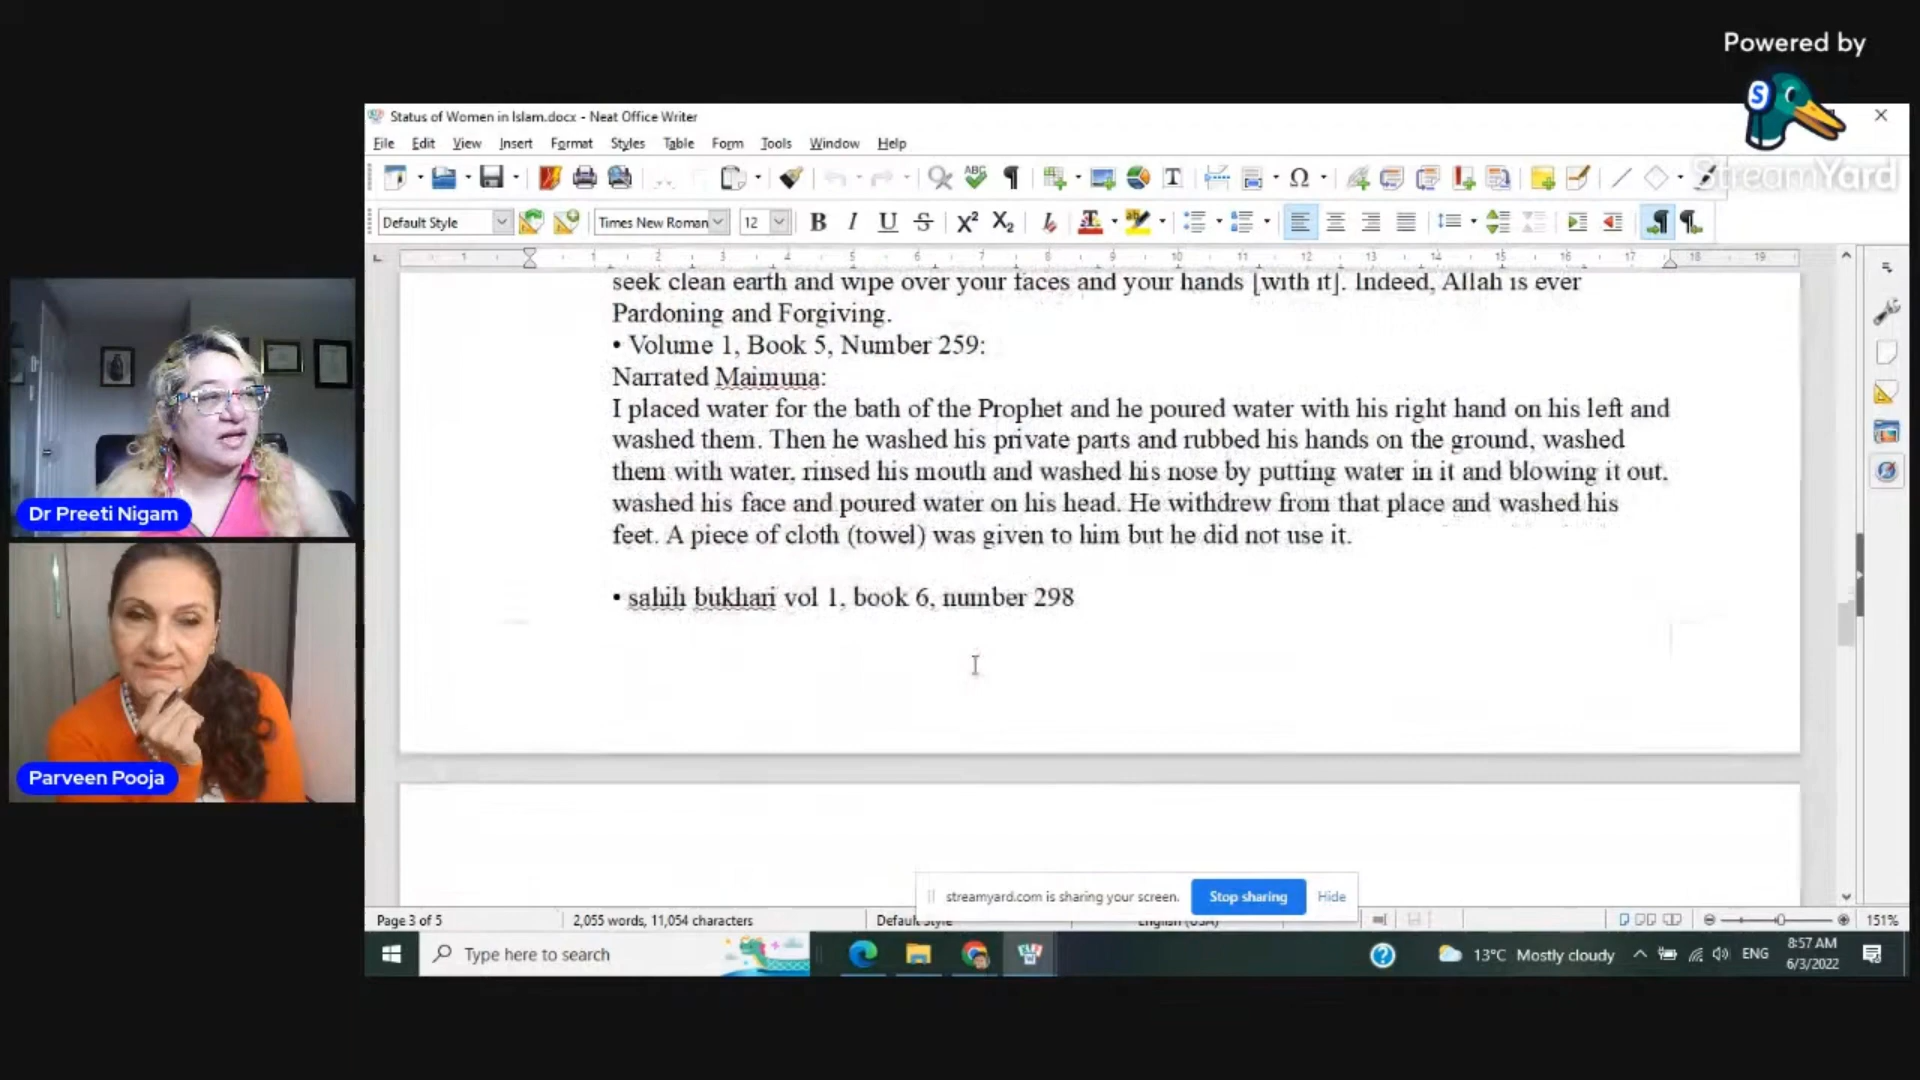 Powered by
StreamYard
Status of Women in Islam.docx - Neat Office Writer
File Edit View Insert Format Styles Table Form Tools Window Help
Default Style Times New Roman 12
seek clean earth and wipe over your faces and your hands [with it]. Indeed, Allah is ever
Pardoning and Forgiving.
• Volume 1, Book 5, Number 259:
Narrated Maimuna:
I placed water for the bath of the Prophet and he poured water with his right hand on his left and
washed them. Then he washed his private parts and rubbed his hands on the ground, washed
them with water, rinsed his mouth and washed his nose by putting water in it and blowing it out,
washed his face and poured water on his head. He withdrew from that place and washed his
feet. A piece of cloth (towel) was given to him but he did not use it.
• sahih bukhari vol 1, book 6, number 298
Dr Preeti Nigam
Parveen Pooja
streamyard.com is sharing your screen. Stop sharing Hide
Page 3 of 5 2,055 words, 11,054 characters Default Style English (USA) 151%
Type here to search 13°C Mostly cloudy ENG 8:57 AM
6/3/2022